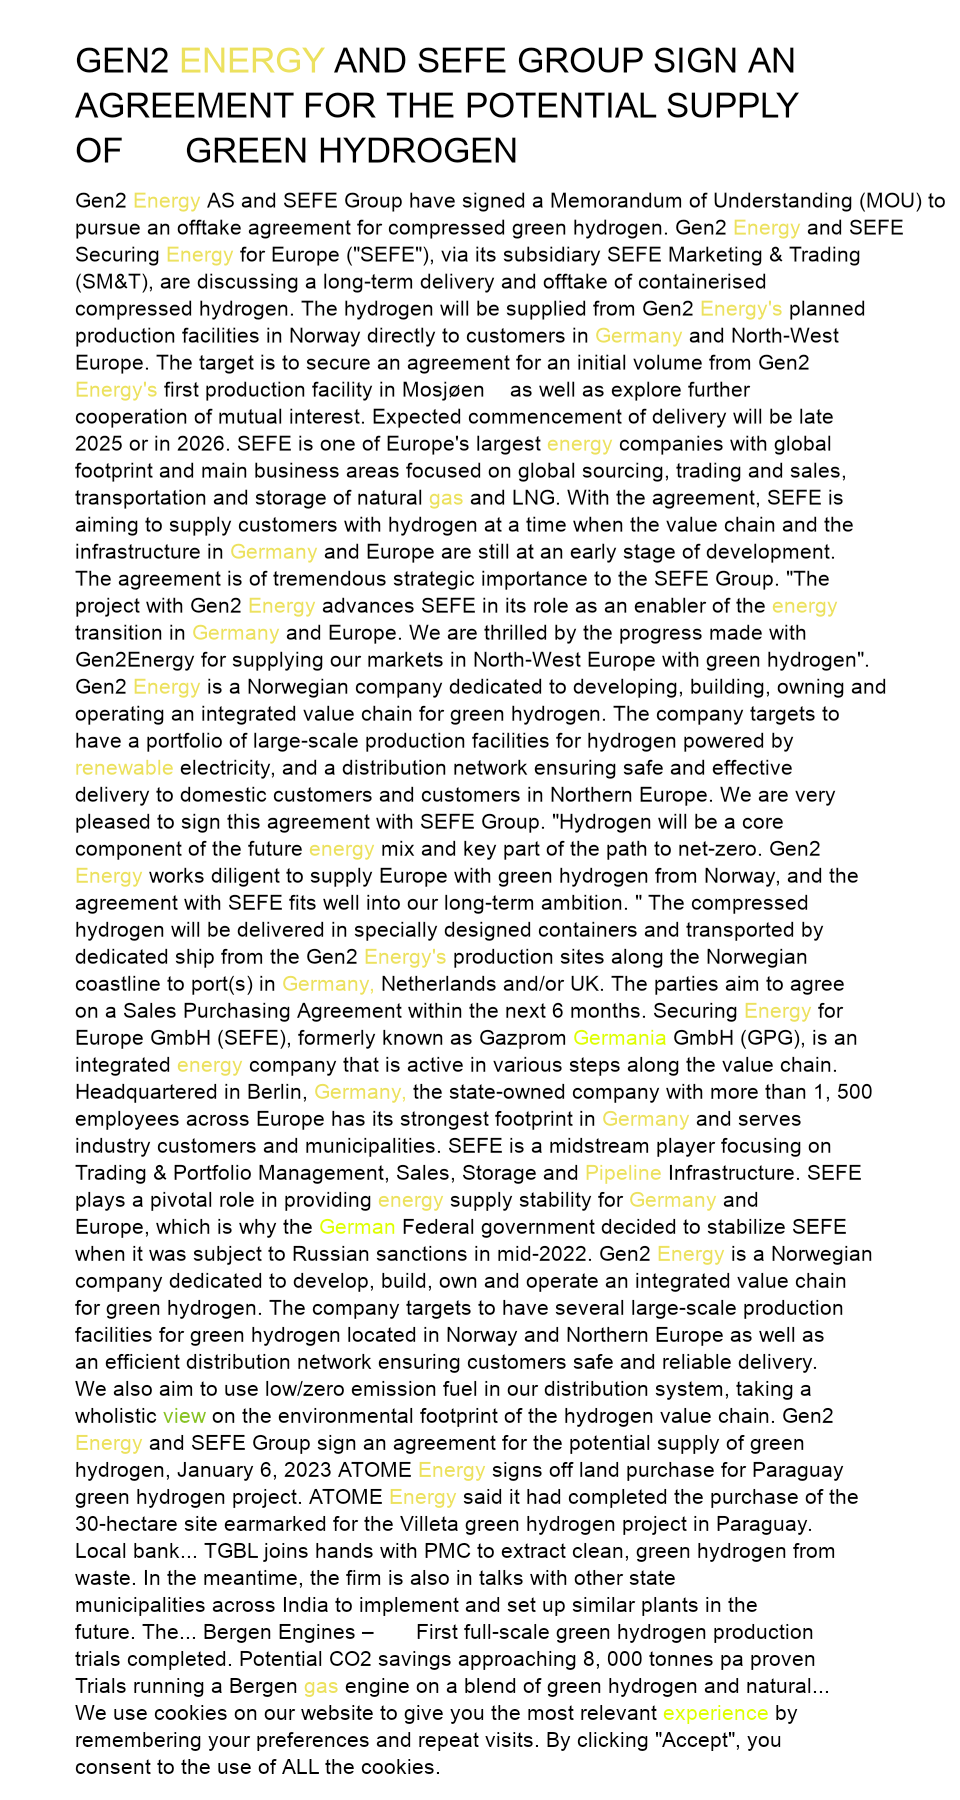 GEN2 ENERGY AND SEFE GROUP SIGN AN
AGREEMENT FOR THE POTENTIAL SUPPLY
OF GREEN HYDROGEN
Gen2 Energy AS and SEFE Group have signed a Memorandum of Understanding (MOU) to
pursue an offtake agreement for compressed green hydrogen. Gen2 Energy and SEFE
Securing Energy for Europe ("SEFE"), via its subsidiary SEFE Marketing & Trading
(SM&T), are discussing a long-term delivery and offtake of containerised
compressed hydrogen. The hydrogen will be supplied from Gen2 Energy's planned
production facilities in Norway directly to customers in Germany and North-West
Europe. The target is to secure an agreement for an initial volume from Gen2
Energy's first production facility in Mosjøen as well as explore further
cooperation of mutual interest. Expected commencement of delivery will be late
2025 or in 2026. SEFE is one of Europe's largest energy companies with global
footprint and main business areas focused on global sourcing, trading and sales,
transportation and storage of natural gas and LNG. With the agreement, SEFE is
aiming to supply customers with hydrogen at a time when the value chain and the
infrastructure in Germany and Europe are still at an early stage of development.
The agreement is of tremendous strategic importance to the SEFE Group. "The
project with Gen2 Energy advances SEFE in its role as an enabler of the energy
transition in Germany and Europe. We are thrilled by the progress made with
Gen2Energy for supplying our markets in North-West Europe with green hydrogen".
Gen2 Energy is a Norwegian company dedicated to developing, building, owning and
operating an integrated value chain for green hydrogen. The company targets to
have a portfolio of large-scale production facilities for hydrogen powered by
renewable electricity, and a distribution network ensuring safe and effective
delivery to domestic customers and customers in Northern Europe. We are very
pleased to sign this agreement with SEFE Group. "Hydrogen will be a core
component of the future energy mix and key part of the path to net-zero. Gen2
Energy works diligent to supply Europe with green hydrogen from Norway, and the
agreement with SEFE fits well into our long-term ambition. " The compressed
hydrogen will be delivered in specially designed containers and transported by
dedicated ship from the Gen2 Energy's production sites along the Norwegian
coastline to port(s) in Germany, Netherlands and/or UK. The parties aim to agree
on a Sales Purchasing Agreement within the next 6 months. Securing Energy for
Europe GmbH (SEFE), formerly known as Gazprom Germania GmbH (GPG), is an
integrated energy company that is active in various steps along the value chain.
Headquartered in Berlin, Germany, the state-owned company with more than 1, 500
employees across Europe has its strongest footprint in Germany and serves
industry customers and municipalities. SEFE is a midstream player focusing on
Trading & Portfolio Management, Sales, Storage and Pipeline Infrastructure. SEFE
plays a pivotal role in providing energy supply stability for Germany and
Europe, which is why the German Federal government decided to stabilize SEFE
when it was subject to Russian sanctions in mid-2022. Gen2 Energy is a Norwegian
company dedicated to develop, build, own and operate an integrated value chain
for green hydrogen. The company targets to have several large-scale production
facilities for green hydrogen located in Norway and Northern Europe as well as
an efficient distribution network ensuring customers safe and reliable delivery.
We also aim to use low/zero emission fuel in our distribution system, taking a
wholistic view on the environmental footprint of the hydrogen value chain. Gen2
Energy and SEFE Group sign an agreement for the potential supply of green
hydrogen, January 6, 2023 ATOME Energy signs off land purchase for Paraguay
green hydrogen project. ATOME Energy said it had completed the purchase of the
30-hectare site earmarked for the Villeta green hydrogen project in Paraguay.
Local bank... TGBL joins hands with PMC to extract clean, green hydrogen from
waste. In the meantime, the firm is also in talks with other state
municipalities across India to implement and set up similar plants in the
future. The... Bergen Engines – First full-scale green hydrogen production
trials completed. Potential CO2 savings approaching 8, 000 tonnes pa proven
Trials running a Bergen gas engine on a blend of green hydrogen and natural...
We use cookies on our website to give you the most relevant experience by
remembering your preferences and repeat visits. By clicking "Accept", you
consent to the use of ALL the cookies.